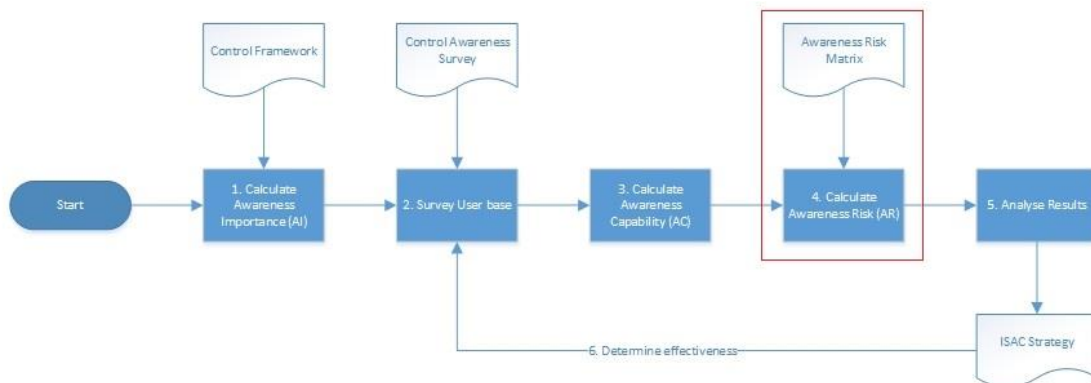 Control Framework
Control Awareness
Survey
Awareness Risk
Matrix
Start
1. Calculate
Awareness
Importance (AI)
2. Survey User base
3. Calculate
Awareness
Capability (AC)
4. Calculate
Awareness Risk (AR)
5. Analyse Results
6. Determine effectiveness
ISAC Strategy